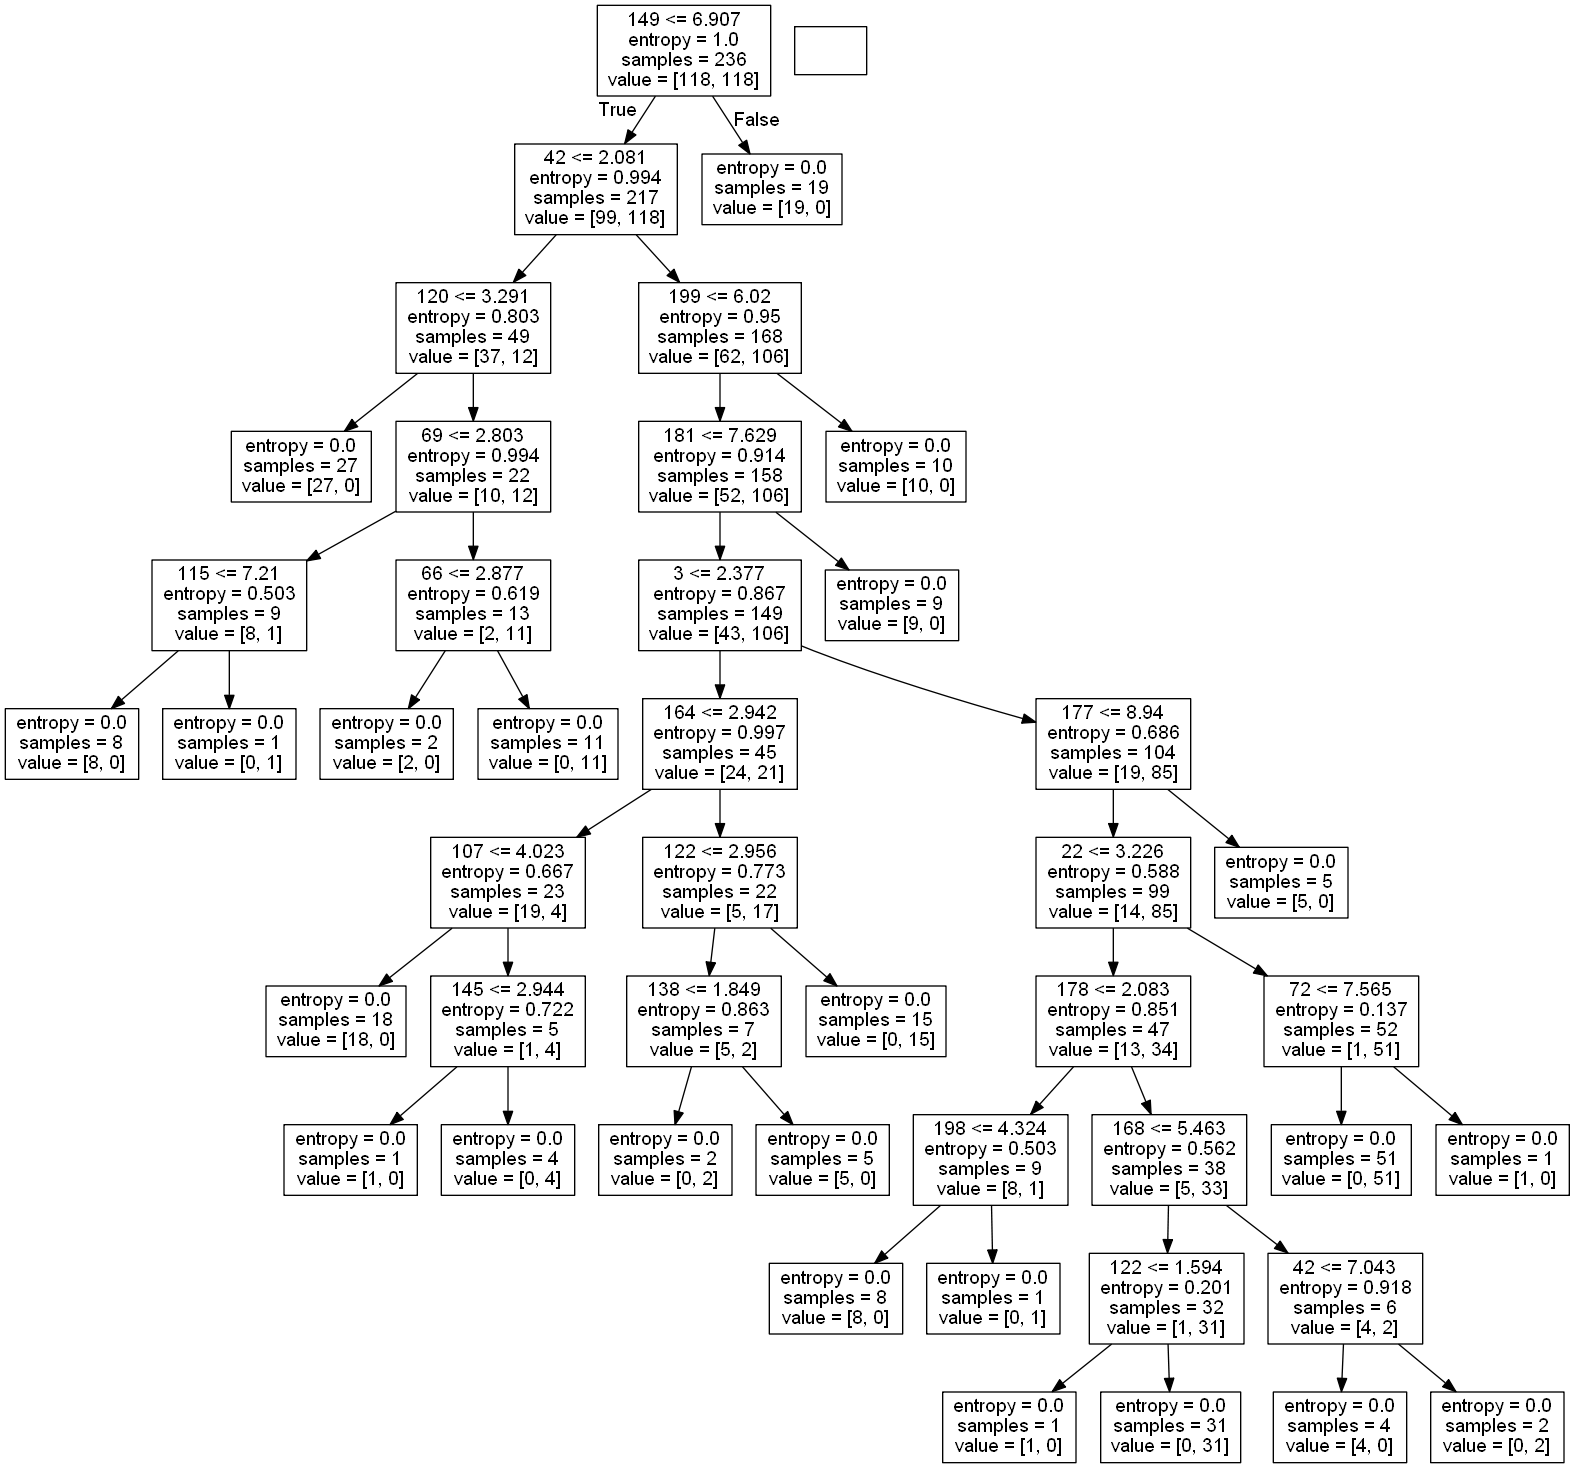 149 <= 6.907
entropy = 1.0
samples = 236
value = [118, 118]
True
False
42 <= 2.081
entropy = 0.994
samples = 217
value = [99, 118]
entropy = 0.0
samples = 19
value = [19, 0]
120 <= 3.291
entropy = 0.803
samples = 49
value = [37, 12]
199 <= 6.02
entropy = 0.95
samples = 168
value = [62, 106]
entropy = 0.0
samples = 27
value = [27, 0]
69 <= 2.803
entropy = 0.994
samples = 22
value = [10, 12]
181 <= 7.629
entropy = 0.914
samples = 158
value = [52, 106]
entropy = 0.0
samples = 10
value = [10, 0]
115 <= 7.21
entropy = 0.503
samples = 9
value = [8, 1]
66 <= 2.877
entropy = 0.619
samples = 13
value = [2, 11]
3 <= 2.377
entropy = 0.867
samples = 149
value = [43, 106]
entropy = 0.0
samples = 9
value = [9, 0]
entropy = 0.0
samples = 8
value = [8, 0]
entropy = 0.0
samples = 1
value = [0, 1]
entropy = 0.0
samples = 2
value = [2, 0]
entropy = 0.0
samples = 11
value = [0, 11]
164 <= 2.942
entropy = 0.997
samples = 45
value = [24, 21]
177 <= 8.94
entropy = 0.686
samples = 104
value = [19, 85]
107 <= 4.023
entropy = 0.667
samples = 23
value = [19, 4]
122 <= 2.956
entropy = 0.773
samples = 22
value = [5, 17]
22 <= 3.226
entropy = 0.588
samples = 99
value = [14, 85]
entropy = 0.0
samples = 5
value = [5, 0]
entropy = 0.0
samples = 18
value = [18, 0]
145 <= 2.944
entropy = 0.722
samples = 5
value = [1, 4]
138 <= 1.849
entropy = 0.863
samples = 7
value = [5, 2]
entropy = 0.0
samples = 15
value = [0, 15]
178 <= 2.083
entropy = 0.851
samples = 47
value = [13, 34]
72 <= 7.565
entropy = 0.137
samples = 52
value = [1, 51]
entropy = 0.0
samples = 1
value = [1, 0]
entropy = 0.0
samples = 4
value = [0, 4]
entropy = 0.0
samples = 2
value = [0, 2]
entropy = 0.0
samples = 5
value = [5, 0]
198 <= 4.324
entropy = 0.503
samples = 9
value = [8, 1]
168 <= 5.463
entropy = 0.562
samples = 38
value = [5, 33]
entropy = 0.0
samples = 51
value = [0, 51]
entropy = 0.0
samples = 1
value = [1, 0]
entropy = 0.0
samples = 8
value = [8, 0]
entropy = 0.0
samples = 1
value = [0, 1]
122 <= 1.594
entropy = 0.201
samples = 32
value = [1, 31]
42 <= 7.043
entropy = 0.918
samples = 6
value = [4, 2]
entropy = 0.0
samples = 1
value = [1, 0]
entropy = 0.0
samples = 31
value = [0, 31]
entropy = 0.0
samples = 4
value = [4, 0]
entropy = 0.0
samples = 2
value = [0, 2]